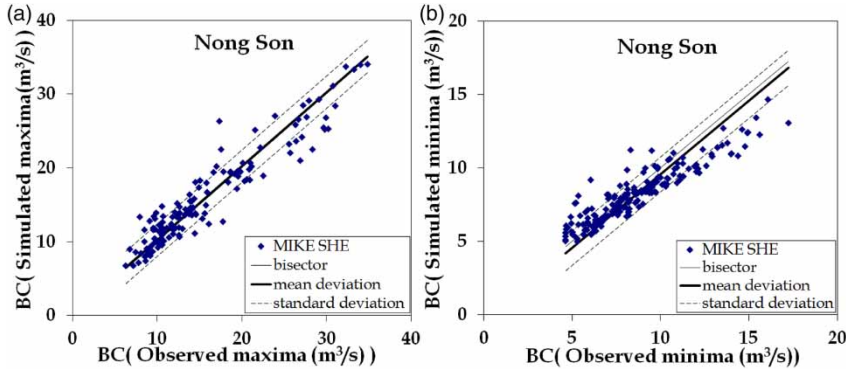 (a)
Nong Son
BC( Simulated maxima(m³/s))
40
30
20
10
0
0 10 20 30 40
BC( Observed maxima (m³/s) )
MIKE SHE
bisector
mean deviation
standard deviation
(b)
Nong Son
BC( Simulated minima (m³/s))
20
15
10
5
0
0 5 10 15 20
BC( Observed minima (m³/s))
MIKE SHE
bisector
mean deviation
standard deviation